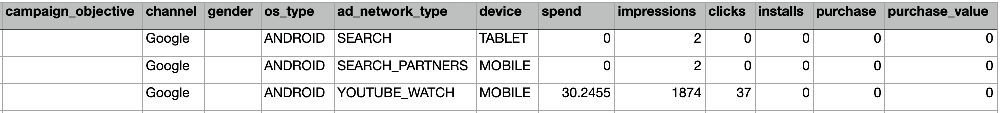 campaign_objective channel gender os_type ad_network_type device spend impressions clicks installs purchase purchase_value
Google ANDROID SEARCH TABLET 0 2 0 0 0 0
Google ANDROID SEARCH_PARTNERS MOBILE 0 2 0 0 0 0
Google ANDROID YOUTUBE_WATCH MOBILE 30.2455 1874 37 0 0 0